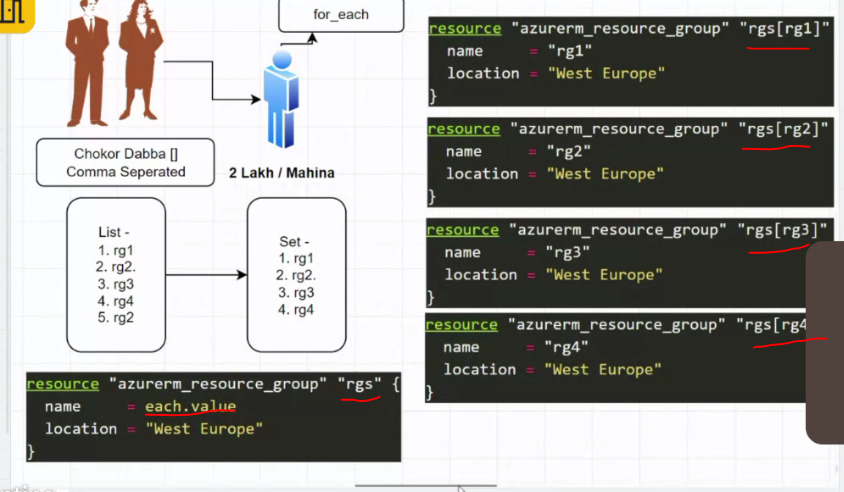 for_each
Chokor Dabba []
Comma Seperated
2 Lakh / Mahina
List -
1. rg1
2. rg2.
3. rg3
4. rg4
5. rg2
Set -
1. rg1
2. rg2.
3. rg3
4. rg4
resource "azurerm_resource_group" "rgs" {
name = each.value
location = "West Europe"
}
resource "azurerm_resource_group" "rgs[rg1]"
name = "rg1"
location = "West Europe"
}
resource "azurerm_resource_group" "rgs[rg2]"
name = "rg2"
location = "West Europe"
}
resource "azurerm_resource_group" "rgs[rg3]"
name = "rg3"
location = "West Europe"
}
resource "azurerm_resource_group" "rgs[rg4
name = "rg4"
location = "West Europe"
}